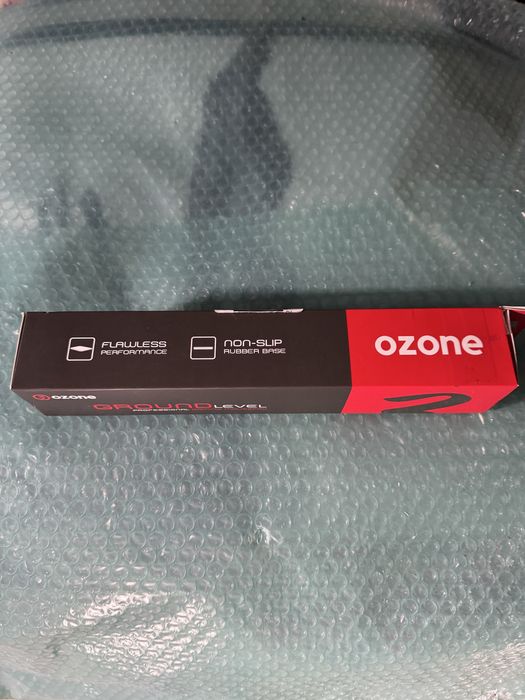 FLAWLESS
PERFORMANCE
NON-SLIP
RUBBER BASE
ozone
ozone
GROUND LEVEL
PROFESSIONAL